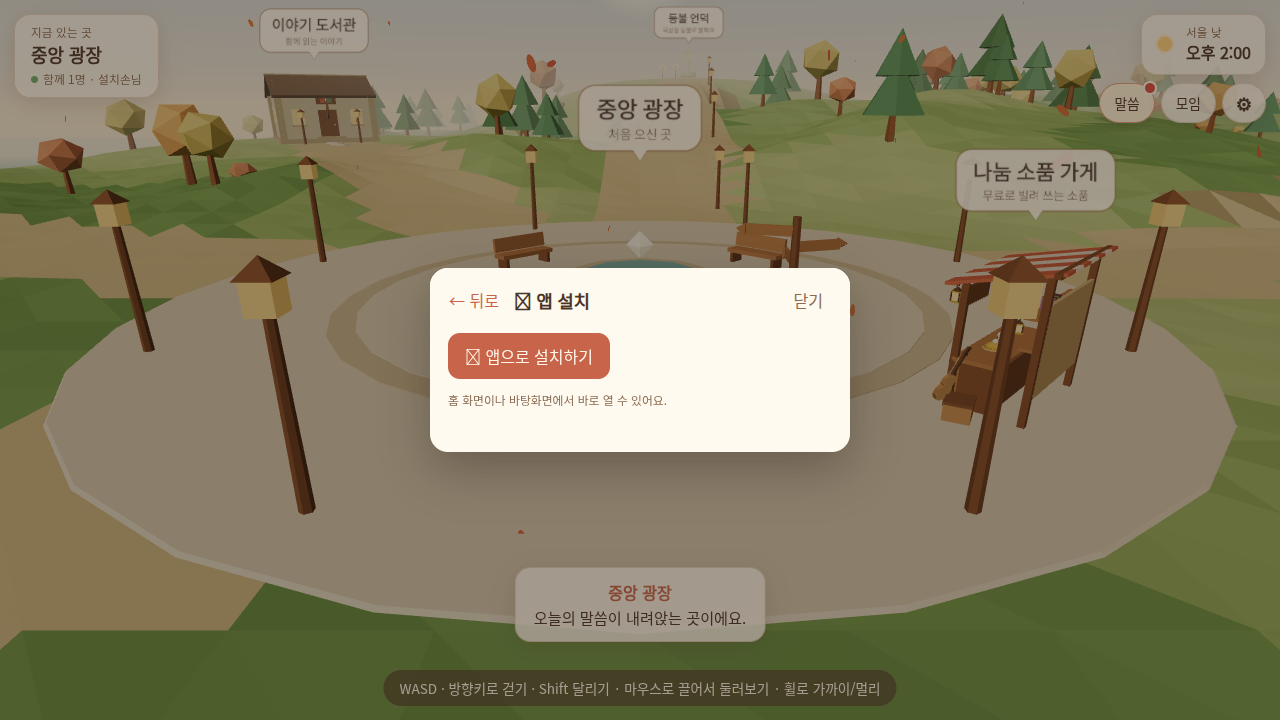 지금 있는 곳
중앙 광장
함께 1명 · 설치손님
이야기 도서관
함께 읽는 이야기
등불 언덕
서울 낮
오후 2:00
말씀
모임
중앙 광장
처음 오신 곳
나눔 소품 가게
무료로 빌려 쓰는 소품
← 뒤로
앱 설치
닫기
앱으로 설치하기
홈 화면이나 바탕화면에서 바로 열 수 있어요.
중앙 광장
오늘의 말씀이 내려앉는 곳이에요.
WASD · 방향키로 걷기 · Shift 달리기 · 마우스로 끌어서 둘러보기 · 휠로 가까이/멀리